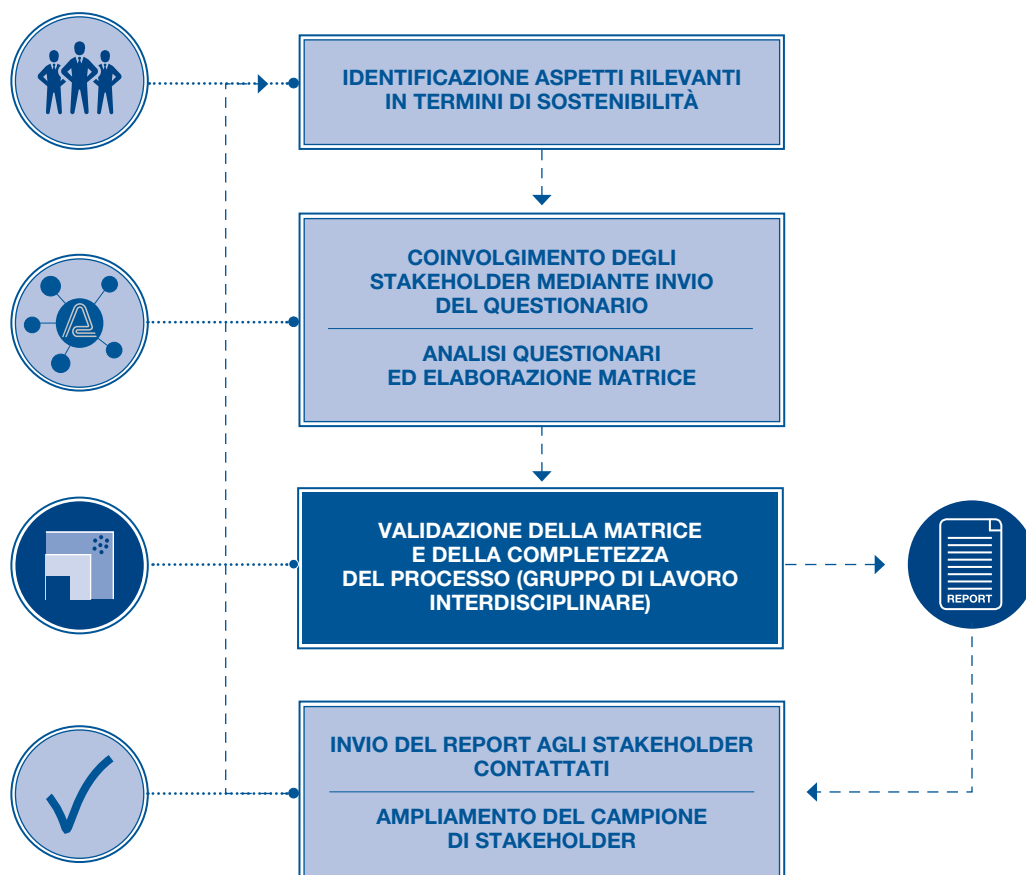 IDENTIFICAZIONE ASPETTI RILEVANTI
IN TERMINI DI SOSTENIBILITÀ
COINVOLGIMENTO DEGLI
STAKEHOLDER MEDIANTE INVIO
DEL QUESTIONARIO
ANALISI QUESTIONARI
ED ELABORAZIONE MATRICE
VALIDAZIONE DELLA MATRICE
E DELLA COMPLETEZZA
DEL PROCESSO (GRUPPO DI LAVORO
INTERDISCIPLINARE)
REPORT
INVIO DEL REPORT AGLI STAKEHOLDER
CONTATTATI
AMPLIAMENTO DEL CAMPIONE
DI STAKEHOLDER